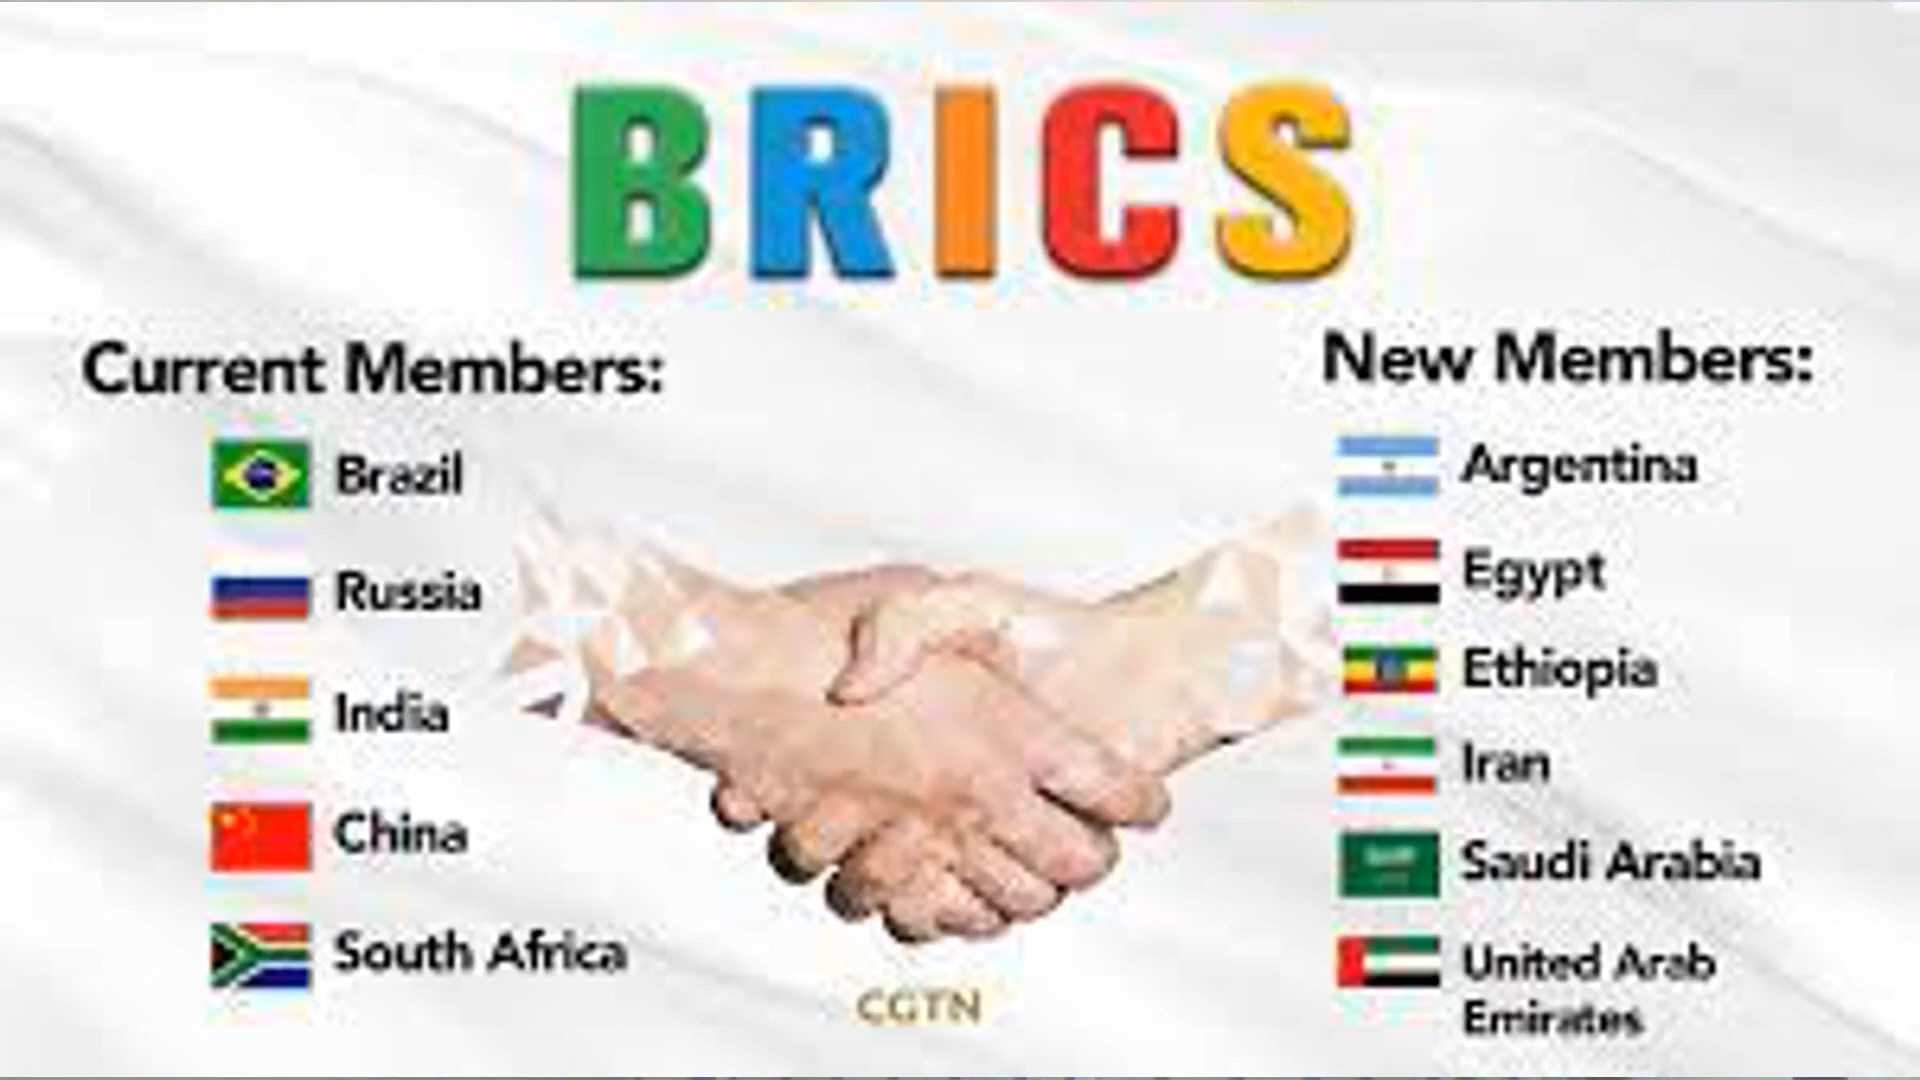 BRICS
Current Members:
Brazil
Russia
India
China
South Africa
New Members:
Argentina
Egypt
Ethiopia
Iran
Saudi Arabia
United Arab
Emirates
CGTN